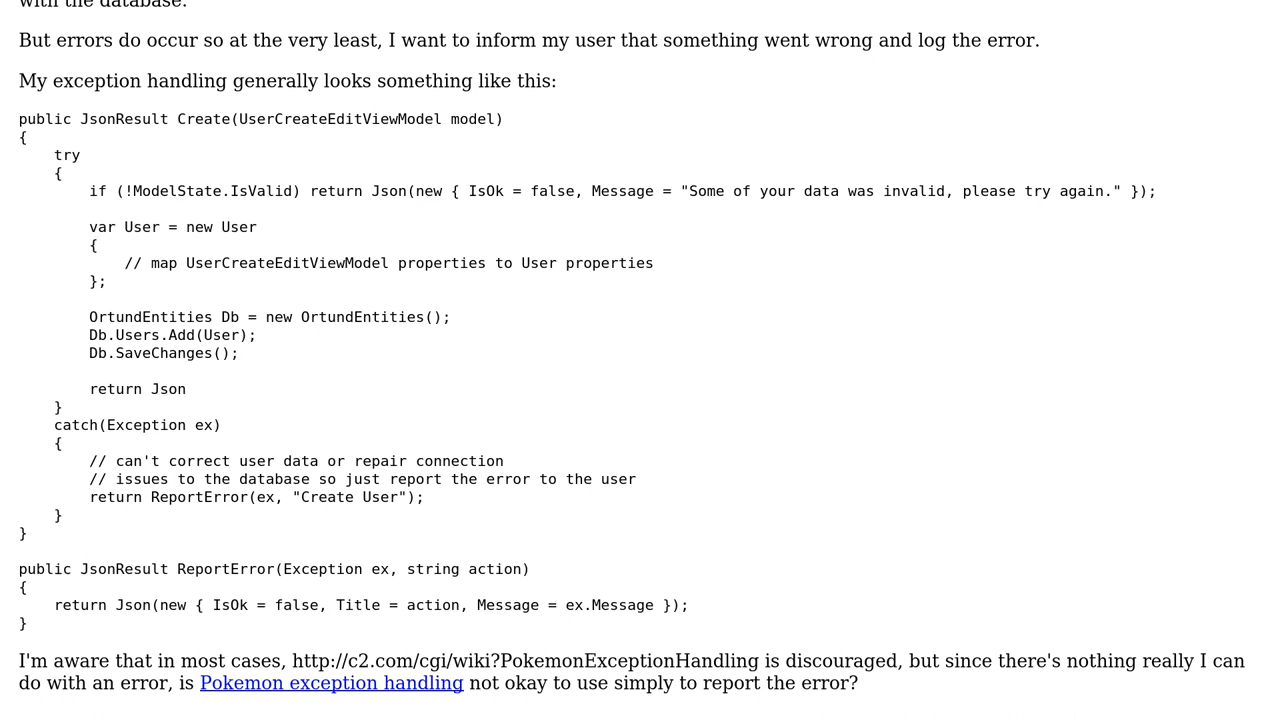 with the database.
But errors do occur so at the very least, I want to inform my user that something went wrong and log the error.
My exception handling generally looks something like this:
public JsonResult Create(UserCreateEditViewModel model)
{
    try
    {
        if (!ModelState.IsValid) return Json(new { IsOk = false, Message = "Some of your data was invalid, please try again." });

        var User = new User
        {
            // map UserCreateEditViewModel properties to User properties
        };

        OrtundEntities Db = new OrtundEntities();
        Db.Users.Add(User);
        Db.SaveChanges();

        return Json
    }
    catch(Exception ex)
    {
        // can't correct user data or repair connection
        // issues to the database so just report the error to the user
        return ReportError(ex, "Create User");
    }
}

public JsonResult ReportError(Exception ex, string action)
{
    return Json(new { IsOk = false, Title = action, Message = ex.Message });
}
I'm aware that in most cases, http://c2.com/cgi/wiki?PokemonExceptionHandling is discouraged, but since there's nothing really I can
do with an error, is Pokemon exception handling not okay to use simply to report the error?